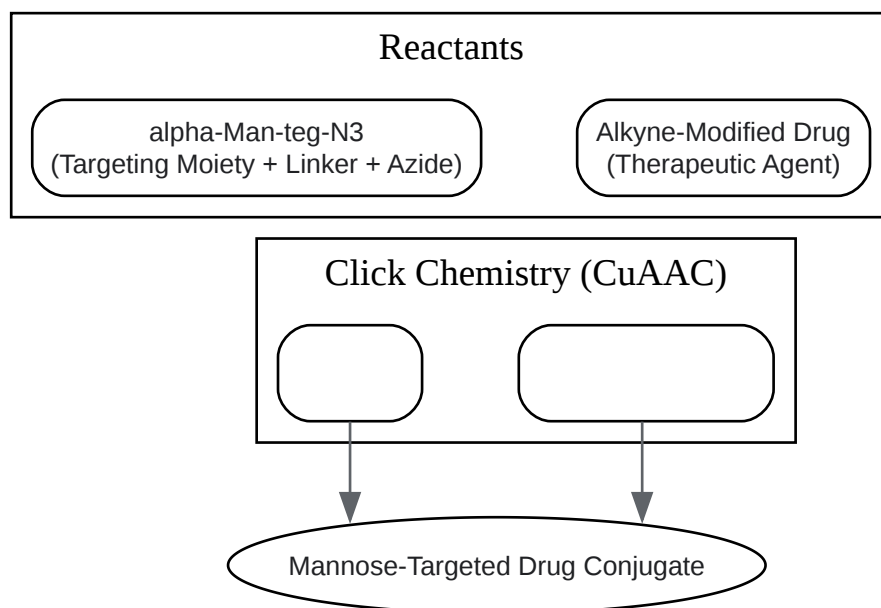 Reactants
alpha-Man-teg-N3
(Targeting Moiety + Linker + Azide)
Alkyne-Modified Drug
(Therapeutic Agent)
Click Chemistry (CuAAC)
Mannose-Targeted Drug Conjugate